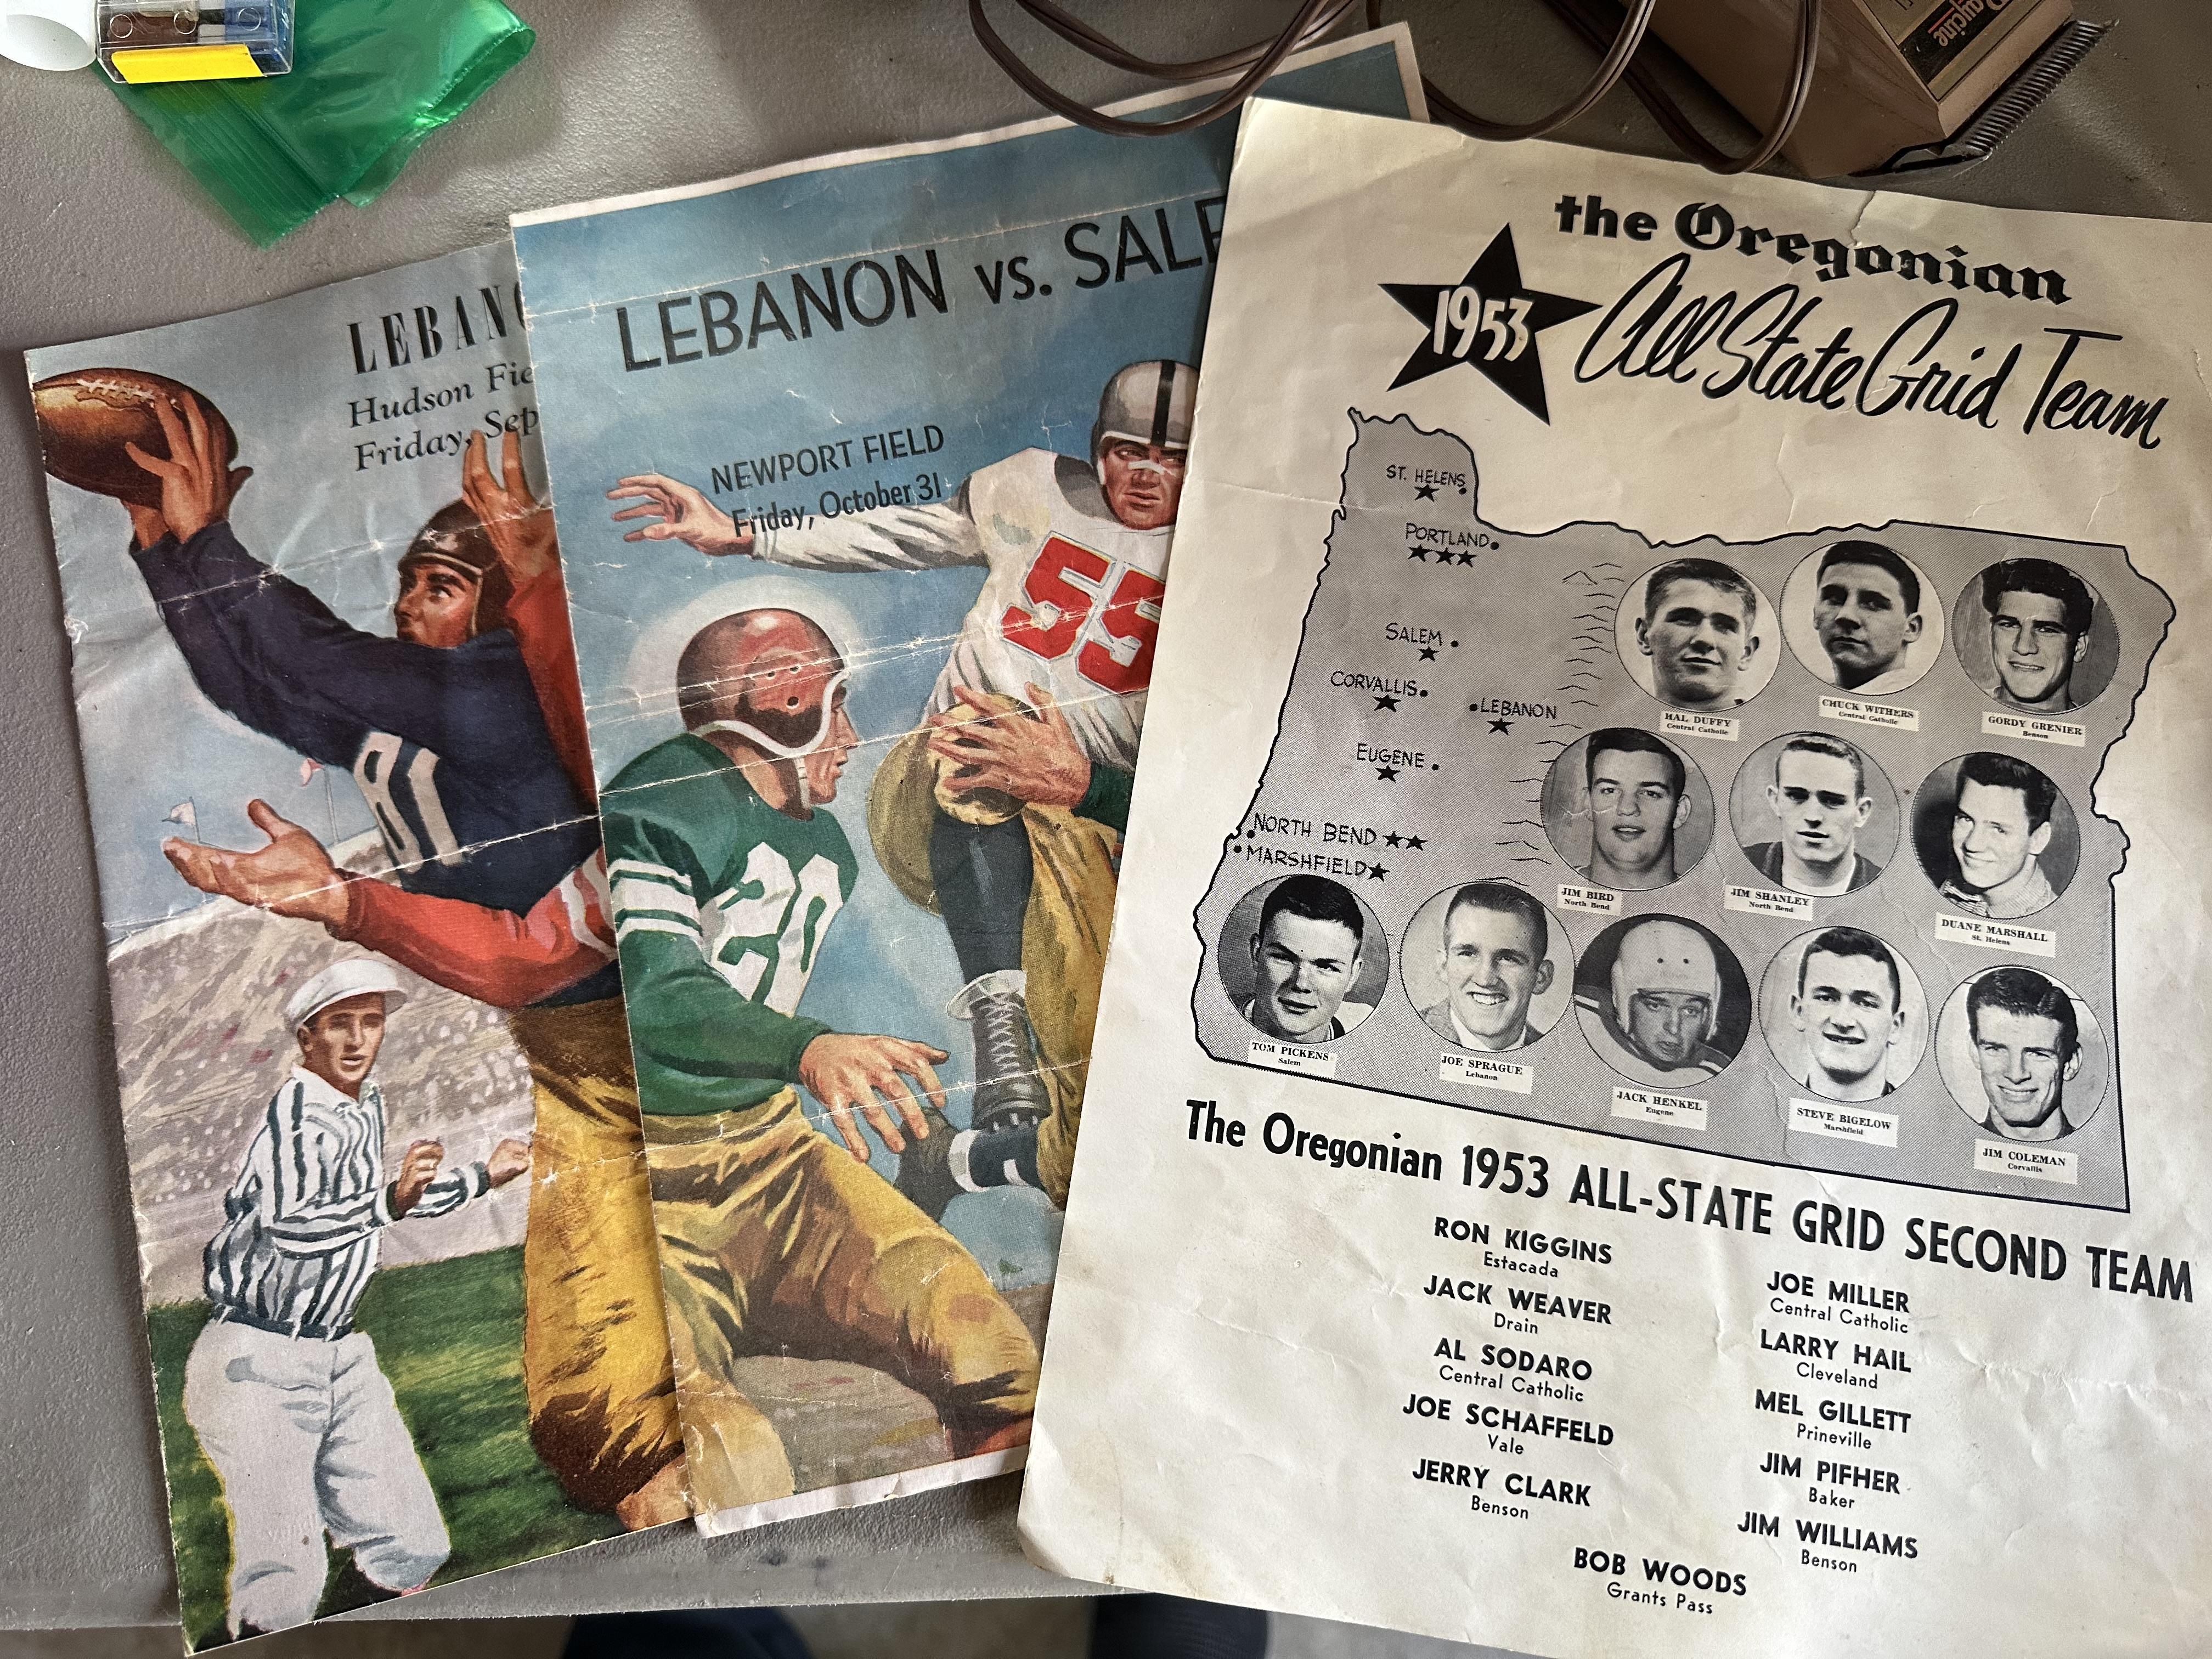 LEBANO
Hudson Fie
Friday, Sep
81
LEBANON vs. SALE
NEWPORT FIELD
Friday, October 31
55
20
the Oregonian
1953
All State Grid Team
ST. HELENS
PORTLAND
SALEM
CORVALLIS
LEBANON
EUGENE
NORTH BEND
MARSHFIELD
HAL DUFFY
Central Catholic
CHUCK WITHERS
Central Catholic
GORDY GRENIER
Benson
JIM BIRD
North Bend
JIM SHANLEY
North Bend
DUANE MARSHALL
St. Helens
TOM PICKENS
Salem
JOE SPRAGUE
Lebanon
JACK HENKEL
Eugene
STEVE BIGELOW
Marshfield
JIM COLEMAN
Corvallis
The Oregonian 1953 ALL-STATE GRID SECOND TEAM
RON KIGGINS
Estacada
JACK WEAVER
Drain
AL SODARO
Central Catholic
JOE SCHAFFELD
Vale
JERRY CLARK
Benson
JOE MILLER
Central Catholic
LARRY HAIL
Cleveland
MEL GILLETT
Prineville
JIM PIFHER
Baker
JIM WILLIAMS
Benson
BOB WOODS
Grants Pass